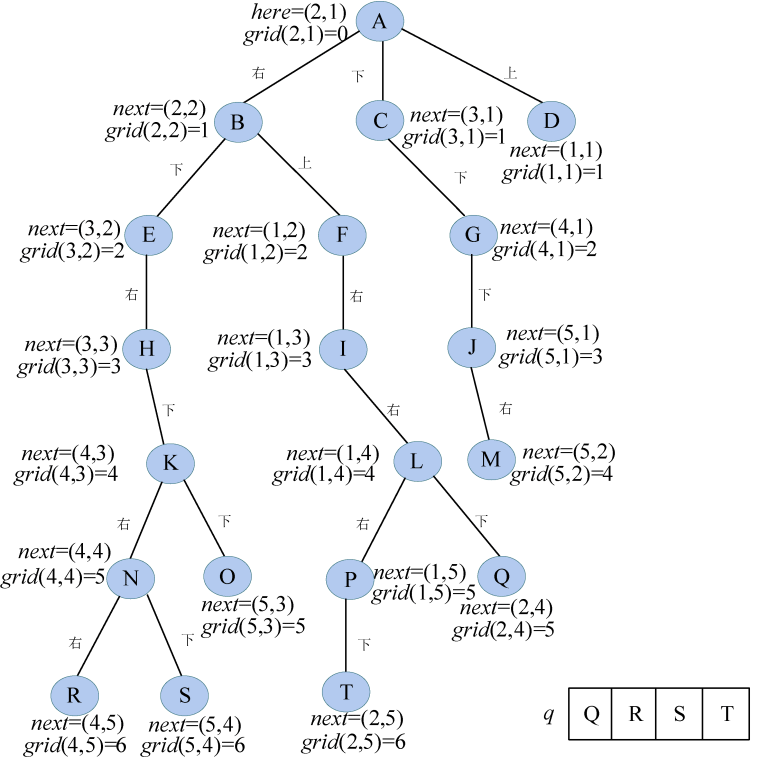 here=(2,1)
grid(2,1)=0
A
右
下
上
next=(2,2)
grid(2,2)=1
B
C
next=(3,1)
grid(3,1)=1
D
next=(1,1)
grid(1,1)=1
下
上
下
next=(3,2)
grid(3,2)=2
E
next=(1,2)
grid(1,2)=2
F
G
next=(4,1)
grid(4,1)=2
右
右
下
next=(3,3)
grid(3,3)=3
H
next=(1,3)
grid(1,3)=3
I
J
next=(5,1)
grid(5,1)=3
下
右
右
next=(4,3)
grid(4,3)=4
K
next=(1,4)
grid(1,4)=4
L
M
next=(5,2)
grid(5,2)=4
右
下
右
下
next=(4,4)
grid(4,4)=5
N
O
next=(5,3)
grid(5,3)=5
P
next=(1,5)
grid(1,5)=5
Q
next=(2,4)
grid(2,4)=5
右
下
下
R
next=(4,5)
grid(4,5)=6
S
next=(5,4)
grid(5,4)=6
T
next=(2,5)
grid(2,5)=6
q Q R S T